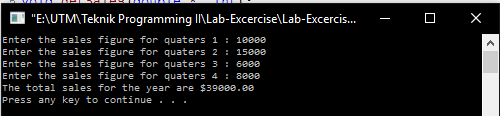 "E:\UTM\Teknik Programming II\Lab-Excercise\Lab-Excercis...
Enter the sales figure for quaters 1 : 10000
Enter the sales figure for quaters 2 : 15000
Enter the sales figure for quaters 3 : 6000
Enter the sales figure for quaters 4 : 8000
The total sales for the year are $39000.00
Press any key to continue . . .